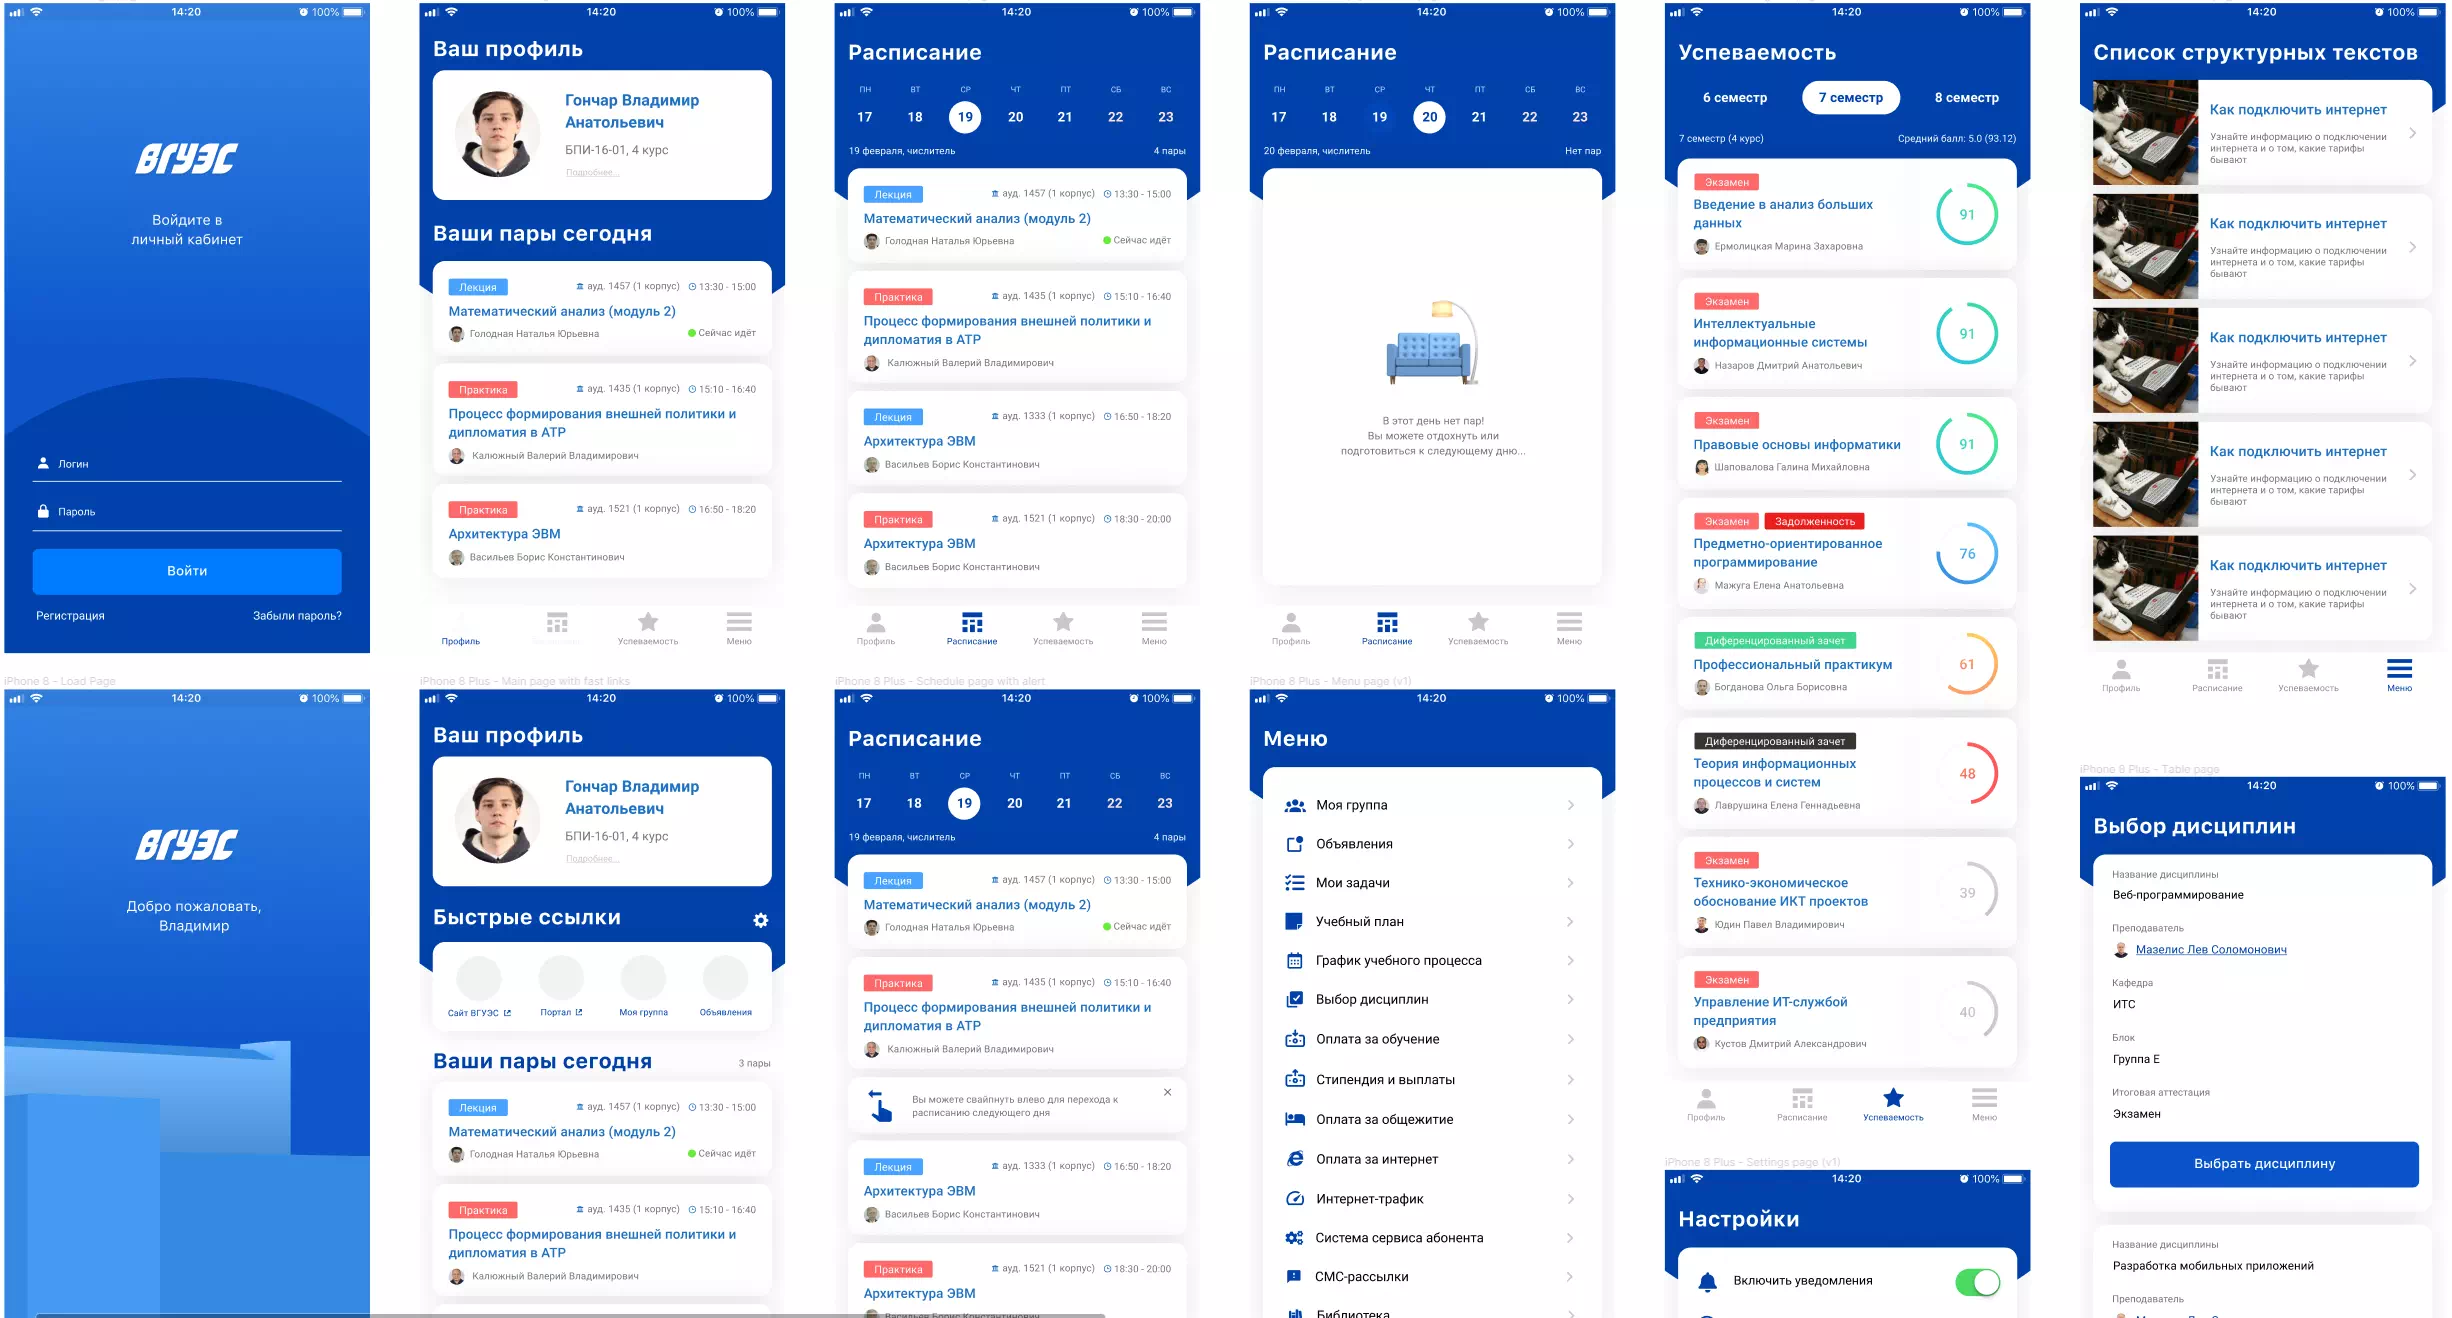 14:20
100%
ВГУЭС
Войдите в
личный кабинет
Логин
Пароль
Войти
Регистрация
Забыли пароль?
14:20
100%
Ваш профиль
Гончар Владимир
Анатольевич
БПИ-16-01, 4 курс
Подробнее...
Ваши пары сегодня
Лекция
ауд. 1457 (1 корпус)
13:30 - 15:00
Математический анализ (модуль 2)
Голодная Наталья Юрьевна
Сейчас идёт
Практика
ауд. 1435 (1 корпус)
15:10 - 16:40
Процесс формирования внешней политики и
дипломатия в АТР
Калюжный Валерий Владимирович
Практика
ауд. 1521 (1 корпус)
16:50 - 18:20
Архитектура ЭВМ
Васильев Борис Константинович
Профиль
Успеваемость
Меню
14:20
100%
Расписание
ПН ВТ СР ЧТ ПТ СБ ВС
17 18 19 20 21 22 23
19 февраля, числитель
4 пары
Лекция
ауд. 1457 (1 корпус)
13:30 - 15:00
Математический анализ (модуль 2)
Голодная Наталья Юрьевна
Сейчас идёт
Практика
ауд. 1435 (1 корпус)
15:10 - 16:40
Процесс формирования внешней политики и
дипломатия в АТР
Калюжный Валерий Владимирович
Лекция
ауд. 1333 (1 корпус)
16:50 - 18:20
Архитектура ЭВМ
Васильев Борис Константинович
Практика
ауд. 1521 (1 корпус)
18:30 - 20:00
Архитектура ЭВМ
Васильев Борис Константинович
Профиль
Расписание
Успеваемость
Меню
14:20
100%
Расписание
ПН ВТ СР ЧТ ПТ СБ ВС
17 18 19 20 21 22 23
20 февраля, числитель
Нет пар
В этот день нет пар!
Вы можете отдохнуть или
подготовиться к следующему дню...
Профиль
Расписание
Успеваемость
Меню
14:20
100%
Успеваемость
6 семестр
7 семестр
8 семестр
7 семестр (4 курс)
Средний балл: 5.0 (93.12)
Экзамен
Введение в анализ больших
данных
Ермолицкая Марина Захаровна
91
Экзамен
Интеллектуальные
информационные системы
Назаров Дмитрий Анатольевич
91
Экзамен
Правовые основы информатики
Шаповалова Галина Михайловна
91
Экзамен
Задолженность
Предметно-ориентированное
программирование
Мажуга Елена Анатольевна
76
Диференцированный зачет
Профессиональный практикум
Богданова Ольга Борисовна
61
Диференцированный зачет
Теория информационных
процессов и систем
Лаврушина Елена Геннадьевна
48
Экзамен
Технико-экономическое
обоснование ИКТ проектов
Юдин Павел Владимирович
39
Экзамен
Управление ИТ-службой
предприятия
Кустов Дмитрий Александрович
40
Профиль
Расписание
Успеваемость
Меню
14:20
100%
Список структурных текстов
Как подключить интернет
Узнайте информацию о подключении
интернета и о том, какие тарифы
бывают
Как подключить интернет
Узнайте информацию о подключении
интернета и о том, какие тарифы
бывают
Как подключить интернет
Узнайте информацию о подключении
интернета и о том, какие тарифы
бывают
Как подключить интернет
Узнайте информацию о подключении
интернета и о том, какие тарифы
бывают
Как подключить интернет
Узнайте информацию о подключении
интернета и о том, какие тарифы
бывают
Профиль
Расписание
Успеваемость
Меню
iPhone 8 - Load Page
14:20
100%
ВГУЭС
Добро пожаловать,
Владимир
iPhone 8 Plus - Main page with fast links
14:20
100%
Ваш профиль
Гончар Владимир
Анатольевич
БПИ-16-01, 4 курс
Подробнее...
Быстрые ссылки
Сайт ВГУЭС
Портал
Моя группа
Объявления
Ваши пары сегодня
3 пары
Лекция
ауд. 1457 (1 корпус)
13:30 - 15:00
Математический анализ (модуль 2)
Голодная Наталья Юрьевна
Сейчас идёт
Практика
ауд. 1435 (1 корпус)
15:10 - 16:40
Процесс формирования внешней политики и
дипломатия в АТР
Калюжный Валерий Владимирович
iPhone 8 Plus - Schedule page with alert
14:20
100%
Расписание
ПН ВТ СР ЧТ ПТ СБ ВС
17 18 19 20 21 22 23
19 февраля, числитель
4 пары
Лекция
ауд. 1457 (1 корпус)
13:30 - 15:00
Математический анализ (модуль 2)
Голодная Наталья Юрьевна
Сейчас идёт
Практика
ауд. 1435 (1 корпус)
15:10 - 16:40
Процесс формирования внешней политики и
дипломатия в АТР
Калюжный Валерий Владимирович
Вы можете свайпнуть влево для перехода к
расписанию следующего дня
Лекция
ауд. 1333 (1 корпус)
16:50 - 18:20
Архитектура ЭВМ
Васильев Борис Константинович
Практика
ауд. 1521 (1 корпус)
18:30 - 20:00
Архитектура ЭВМ
Васильев Борис Константинович
iPhone 8 Plus - Menu page (v1)
14:20
100%
Меню
Моя группа
Объявления
Мои задачи
Учебный план
График учебного процесса
Выбор дисциплин
Оплата за обучение
Стипендия и выплаты
Оплата за общежитие
Оплата за интернет
Интернет-трафик
Система сервиса абонента
СМС-рассылки
Библиотека
iPhone 8 Plus - Settings page (v1)
14:20
100%
Настройки
Включить уведомления
iPhone 8 Plus - Table page
14:20
100%
Выбор дисциплин
Название дисциплины
Веб-программирование
Преподаватель
Мазелис Лев Соломонович
Кафедра
ИТС
Блок
Группа Е
Итоговая аттестация
Экзамен
Выбрать дисциплину
Название дисциплины
Разработка мобильных приложений
Преподаватель